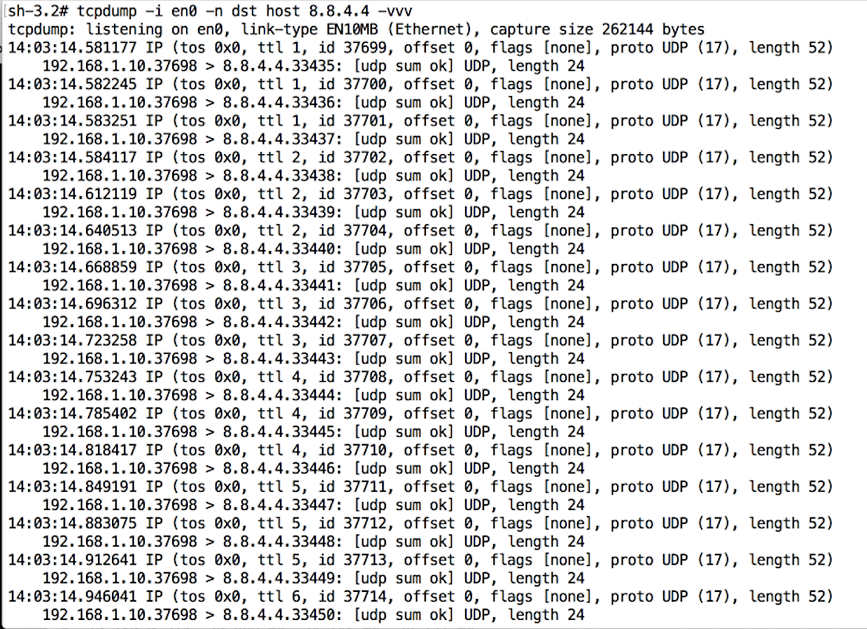 sh-3.2# tcpdump -i en0 -n dst host 8.8.4.4 -vvv
tcpdump: listening on en0, link-type EN10MB (Ethernet), capture size 262144 bytes
14:03:14.581177 IP (tos 0x0, ttl 1, id 37699, offset 0, flags [none], proto UDP (17), length 52)
192.168.1.10.37698 > 8.8.4.4.33435: [udp sum ok] UDP, length 24
14:03:14.582245 IP (tos 0x0, ttl 1, id 37700, offset 0, flags [none], proto UDP (17), length 52)
192.168.1.10.37698 > 8.8.4.4.33436: [udp sum ok] UDP, length 24
14:03:14.583251 IP (tos 0x0, ttl 1, id 37701, offset 0, flags [none], proto UDP (17), length 52)
192.168.1.10.37698 > 8.8.4.4.33437: [udp sum ok] UDP, length 24
14:03:14.584117 IP (tos 0x0, ttl 2, id 37702, offset 0, flags [none], proto UDP (17), length 52)
192.168.1.10.37698 > 8.8.4.4.33438: [udp sum ok] UDP, length 24
14:03:14.612119 IP (tos 0x0, ttl 2, id 37703, offset 0, flags [none], proto UDP (17), length 52)
192.168.1.10.37698 > 8.8.4.4.33439: [udp sum ok] UDP, length 24
14:03:14.640513 IP (tos 0x0, ttl 2, id 37704, offset 0, flags [none], proto UDP (17), length 52)
192.168.1.10.37698 > 8.8.4.4.33440: [udp sum ok] UDP, length 24
14:03:14.668859 IP (tos 0x0, ttl 3, id 37705, offset 0, flags [none], proto UDP (17), length 52)
192.168.1.10.37698 > 8.8.4.4.33441: [udp sum ok] UDP, length 24
14:03:14.696312 IP (tos 0x0, ttl 3, id 37706, offset 0, flags [none], proto UDP (17), length 52)
192.168.1.10.37698 > 8.8.4.4.33442: [udp sum ok] UDP, length 24
14:03:14.723258 IP (tos 0x0, ttl 3, id 37707, offset 0, flags [none], proto UDP (17), length 52)
192.168.1.10.37698 > 8.8.4.4.33443: [udp sum ok] UDP, length 24
14:03:14.753243 IP (tos 0x0, ttl 4, id 37708, offset 0, flags [none], proto UDP (17), length 52)
192.168.1.10.37698 > 8.8.4.4.33444: [udp sum ok] UDP, length 24
14:03:14.785402 IP (tos 0x0, ttl 4, id 37709, offset 0, flags [none], proto UDP (17), length 52)
192.168.1.10.37698 > 8.8.4.4.33445: [udp sum ok] UDP, length 24
14:03:14.818417 IP (tos 0x0, ttl 4, id 37710, offset 0, flags [none], proto UDP (17), length 52)
192.168.1.10.37698 > 8.8.4.4.33446: [udp sum ok] UDP, length 24
14:03:14.849191 IP (tos 0x0, ttl 5, id 37711, offset 0, flags [none], proto UDP (17), length 52)
192.168.1.10.37698 > 8.8.4.4.33447: [udp sum ok] UDP, length 24
14:03:14.883075 IP (tos 0x0, ttl 5, id 37712, offset 0, flags [none], proto UDP (17), length 52)
192.168.1.10.37698 > 8.8.4.4.33448: [udp sum ok] UDP, length 24
14:03:14.912641 IP (tos 0x0, ttl 5, id 37713, offset 0, flags [none], proto UDP (17), length 52)
192.168.1.10.37698 > 8.8.4.4.33449: [udp sum ok] UDP, length 24
14:03:14.946041 IP (tos 0x0, ttl 6, id 37714, offset 0, flags [none], proto UDP (17), length 52)
192.168.1.10.37698 > 8.8.4.4.33450: [udp sum ok] UDP, length 24